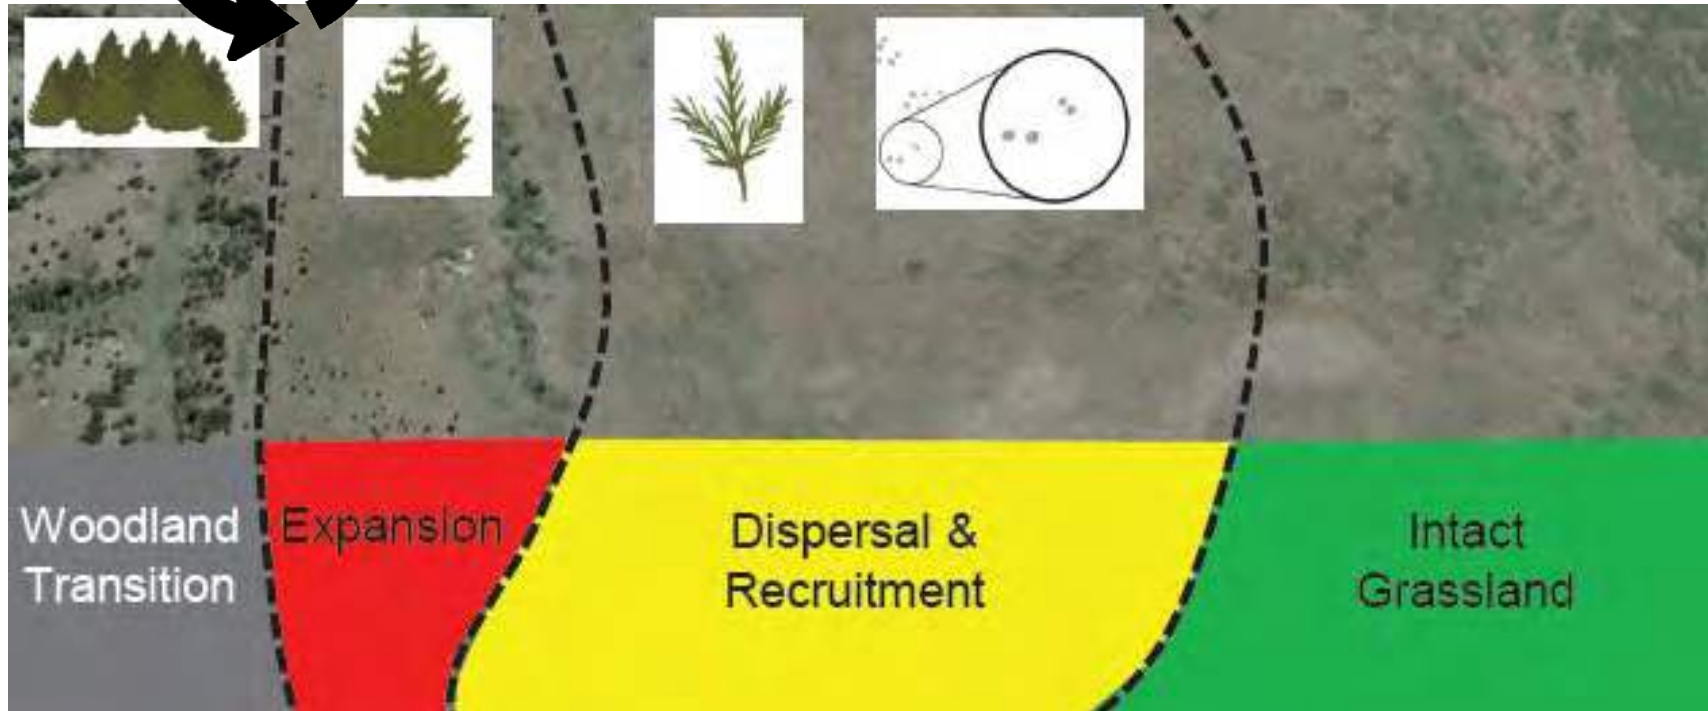 Woodland
Transition
Expansion
Dispersal &
Recruitment
Intact
Grassland